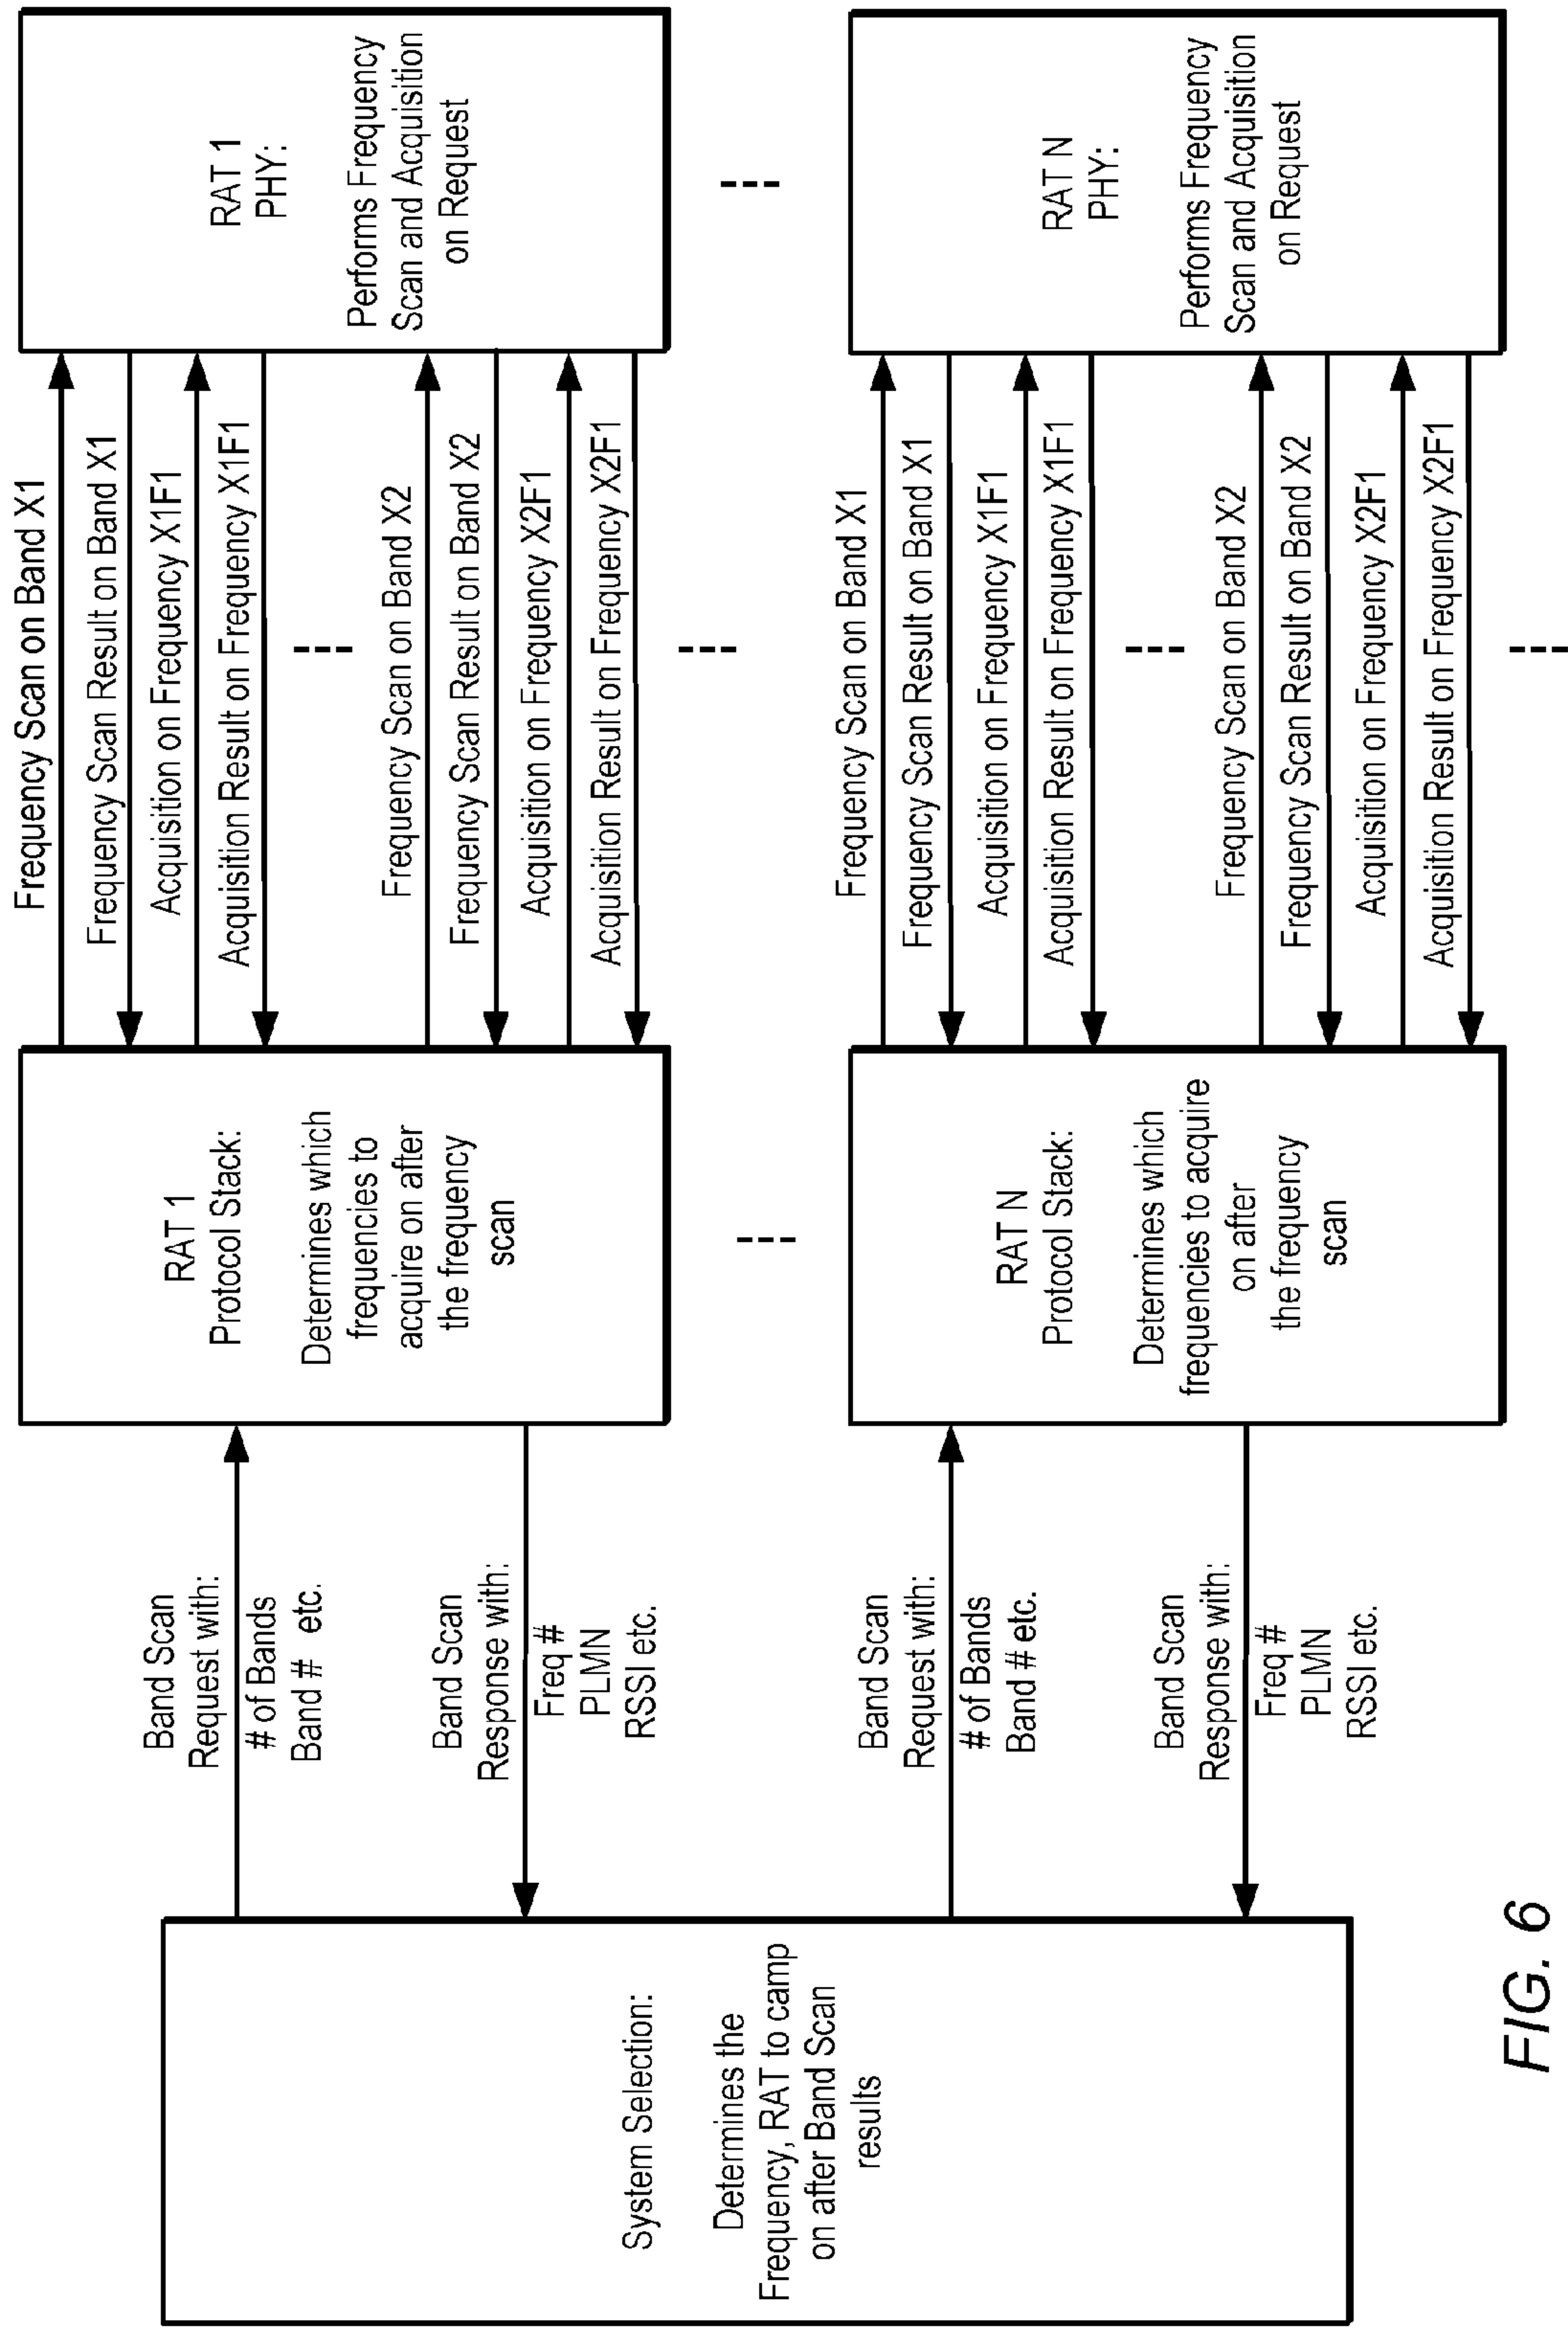 System Selection:
Determines the
Frequency, RAT to camp
on after Band Scan
results
Band Scan
Request with:
# of Bands
Band # etc.
Band Scan
Response with:
Freq #
PLMN
RSSI etc.
RAT 1
Protocol Stack:
Determines which
frequencies to
acquire on after
the frequency
scan
Frequency Scan on Band X1
Frequency Scan Result on Band X1
Acquisition on Frequency X1F1
Acquisition Result on Frequency X1F1
---
Frequency Scan on Band X2
Frequency Scan Result on Band X2
Acquisition on Frequency X2F1
Acquisition Result on Frequency X2F1
---
RAT 1
PHY:
Performs Frequency
Scan and Acquisition
on Request
---
---
Band Scan
Request with:
# of Bands
Band # etc.
Band Scan
Response with:
Freq #
PLMN
RSSI etc.
RAT N
Protocol Stack:
Determines which
frequencies to acquire
on after
the frequency
scan
Frequency Scan on Band X1
Frequency Scan Result on Band X1
Acquisition on Frequency X1F1
Acquisition Result on Frequency X1F1
---
Frequency Scan on Band X2
Frequency Scan Result on Band X2
Acquisition on Frequency X2F1
Acquisition Result on Frequency X2F1
---
RAT N
PHY:
Performs Frequency
Scan and Acquisition
on Request
FIG. 6